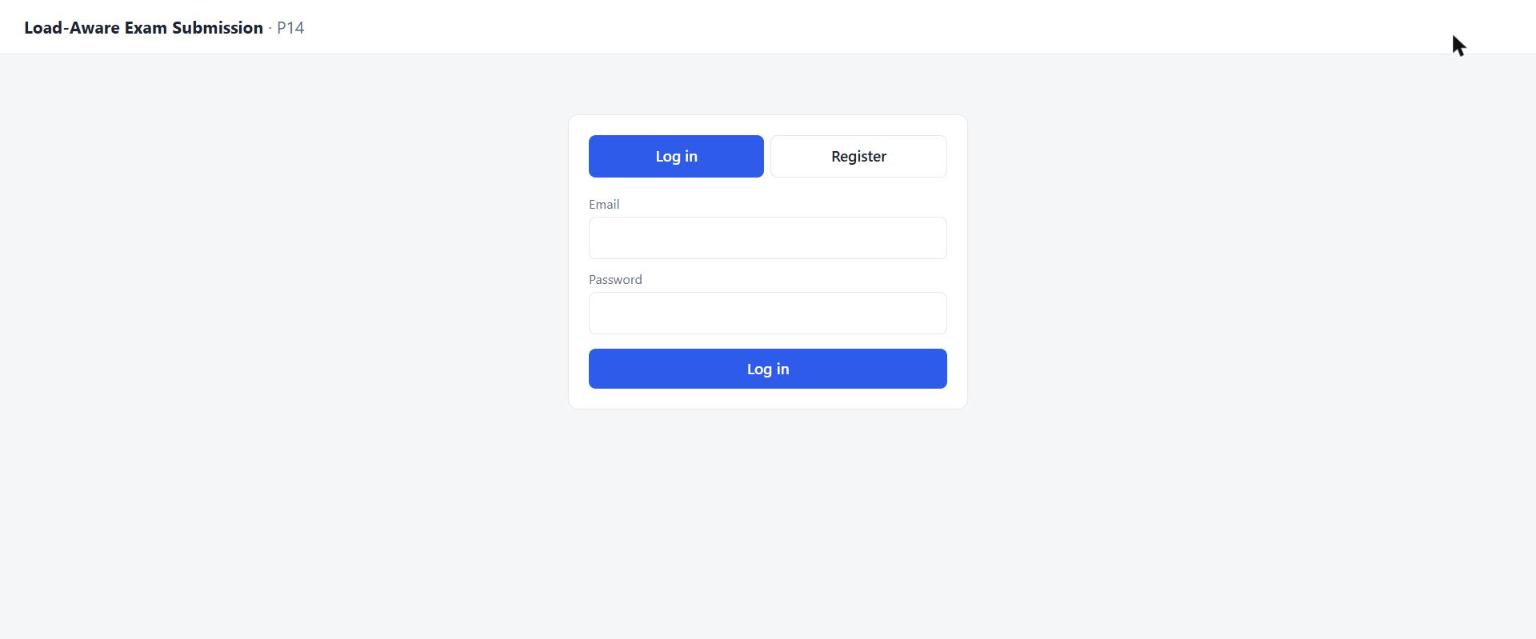 Load-Aware Exam Submission · P14
Log in Register
Email
Password
Log in